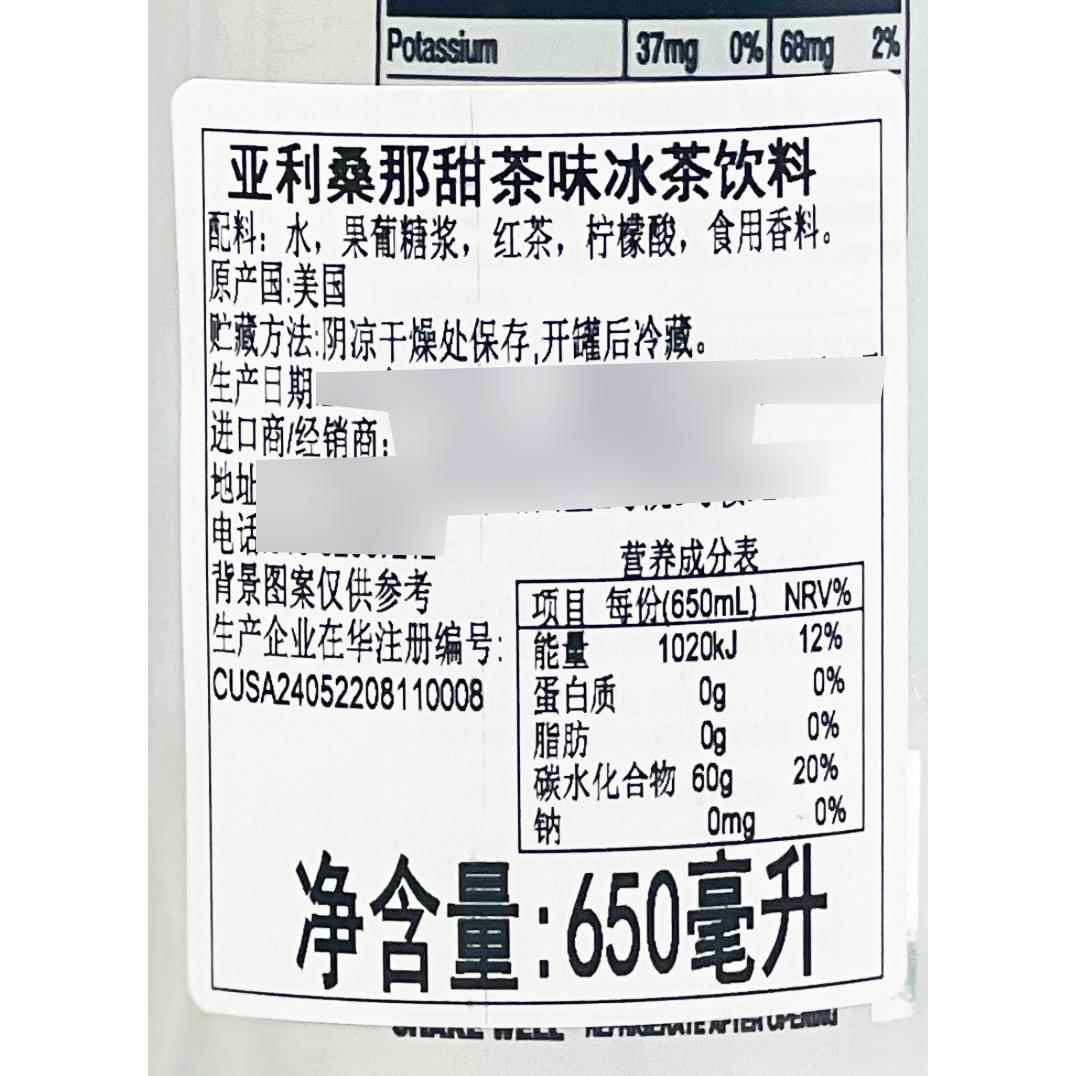 Potassium 37mg 0% 68mg 2%
亚利桑那甜茶味冰茶饮料
配料：水，果葡糖浆，红茶，柠檬酸，食用香料。
原产国:美国
贮藏方法:阴凉干燥处保存,开罐后冷藏。
生产日期
进口商/经销商:
地址
电话
背景图案仅供参考
生产企业在华注册编号:
CUSA24052208110008
营养成分表
项目 每份(650mL) NRV%
能量 1020kJ 12%
蛋白质 0g 0%
脂肪 0g 0%
碳水化合物 60g 20%
钠 0mg 0%
净含量:650毫升
SHAKE WELL REFRIGERATE AFTER OPENING